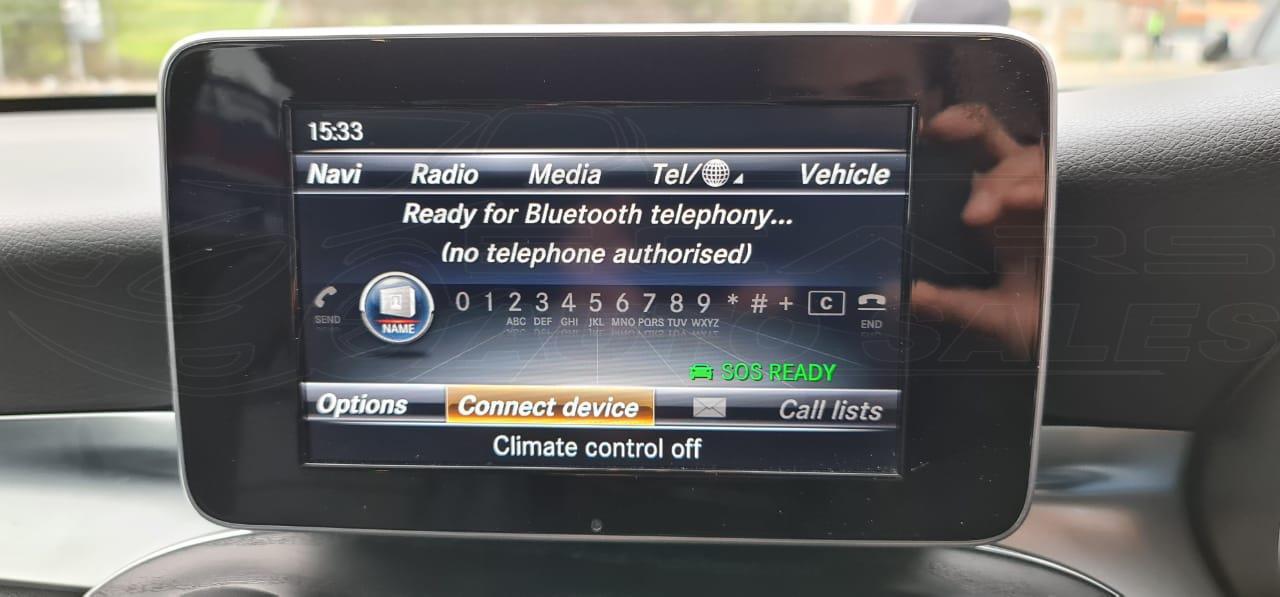 15:33
Navi Radio Media Tel/ Vehicle
Ready for Bluetooth telephony...
(no telephone authorised)
0 1 2 3 4 5 6 7 8 9 * # + C
SEND NAME ABC DEF GHI JKL MNO PQRS TUV WXYZ END
SOS READY
Options Connect device Call lists
Climate control off